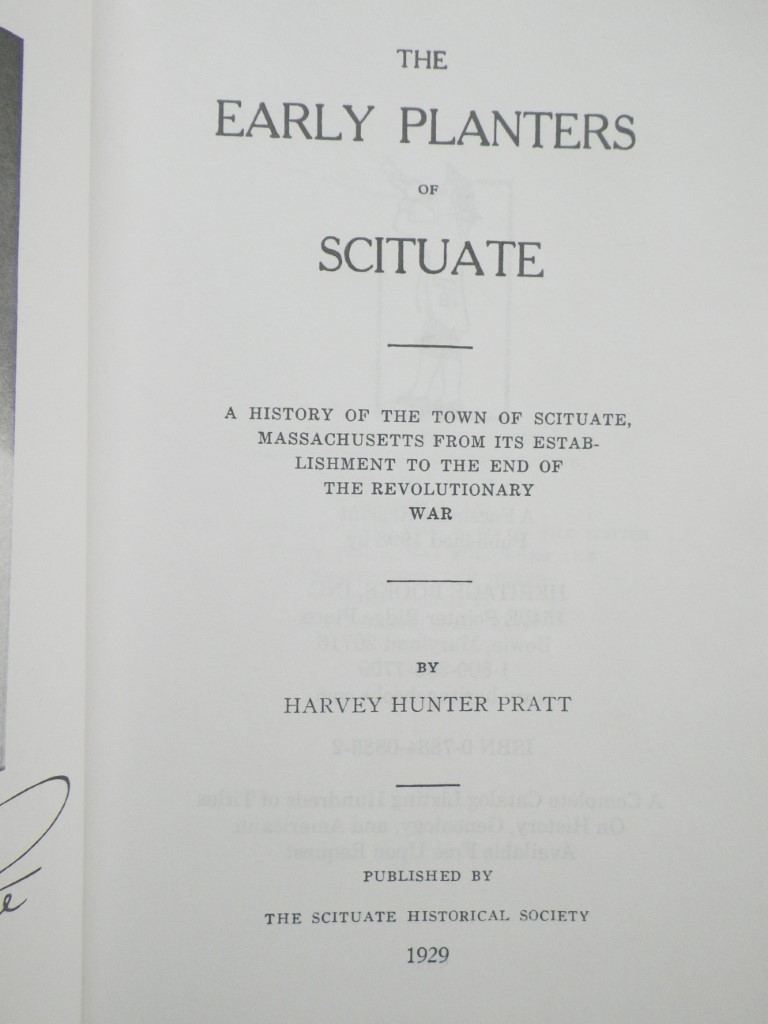 THE
EARLY PLANTERS
OF
SCITUATE
A HISTORY OF THE TOWN OF SCITUATE,
MASSACHUSETTS FROM ITS ESTAB-
LISHMENT TO THE END OF
THE REVOLUTIONARY
WAR
BY
HARVEY HUNTER PRATT
PUBLISHED BY
THE SCITUATE HISTORICAL SOCIETY
1929